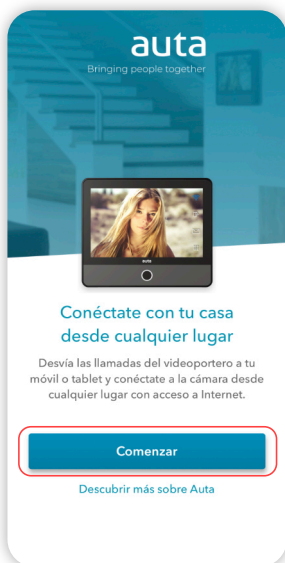 auta
Bringing people together
auta
Conéctate con tu casa
desde cualquier lugar
Desvía las llamadas del videoportero a tu
móvil o tablet y conéctate a la cámara desde
cualquier lugar con acceso a Internet.
Comenzar
Descubrir más sobre Auta